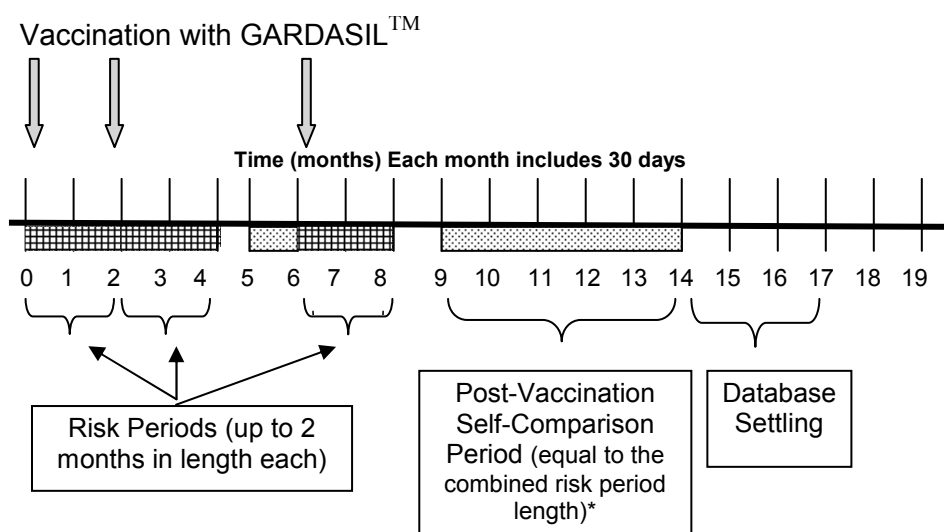 Vaccination with GARDASIL™
Time (months) Each month includes 30 days
0 1 2 3 4 5 6 7 8 9 10 11 12 13 14 15 16 17 18 19
Risk Periods (up to 2
months in length each)
Post-Vaccination
Self-Comparison
Period (equal to the
combined risk period
length)*
Database
Settling